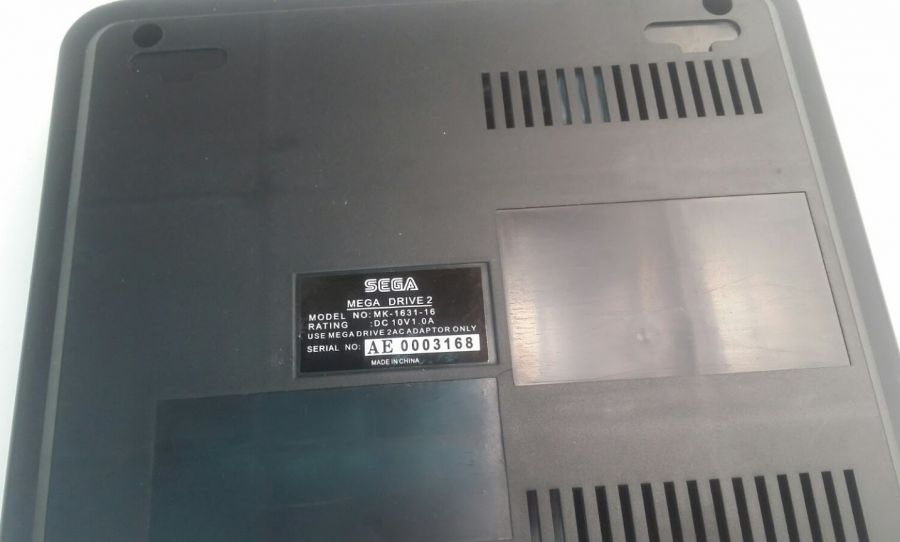 SEGA
MEGA DRIVE 2
MODEL NO:MK-1631-16
RATING :DC 10V1.0A
USE MEGA DRIVE 2AC ADAPTOR ONLY
SERIAL NO: AE 0003168
MADE IN CHINA